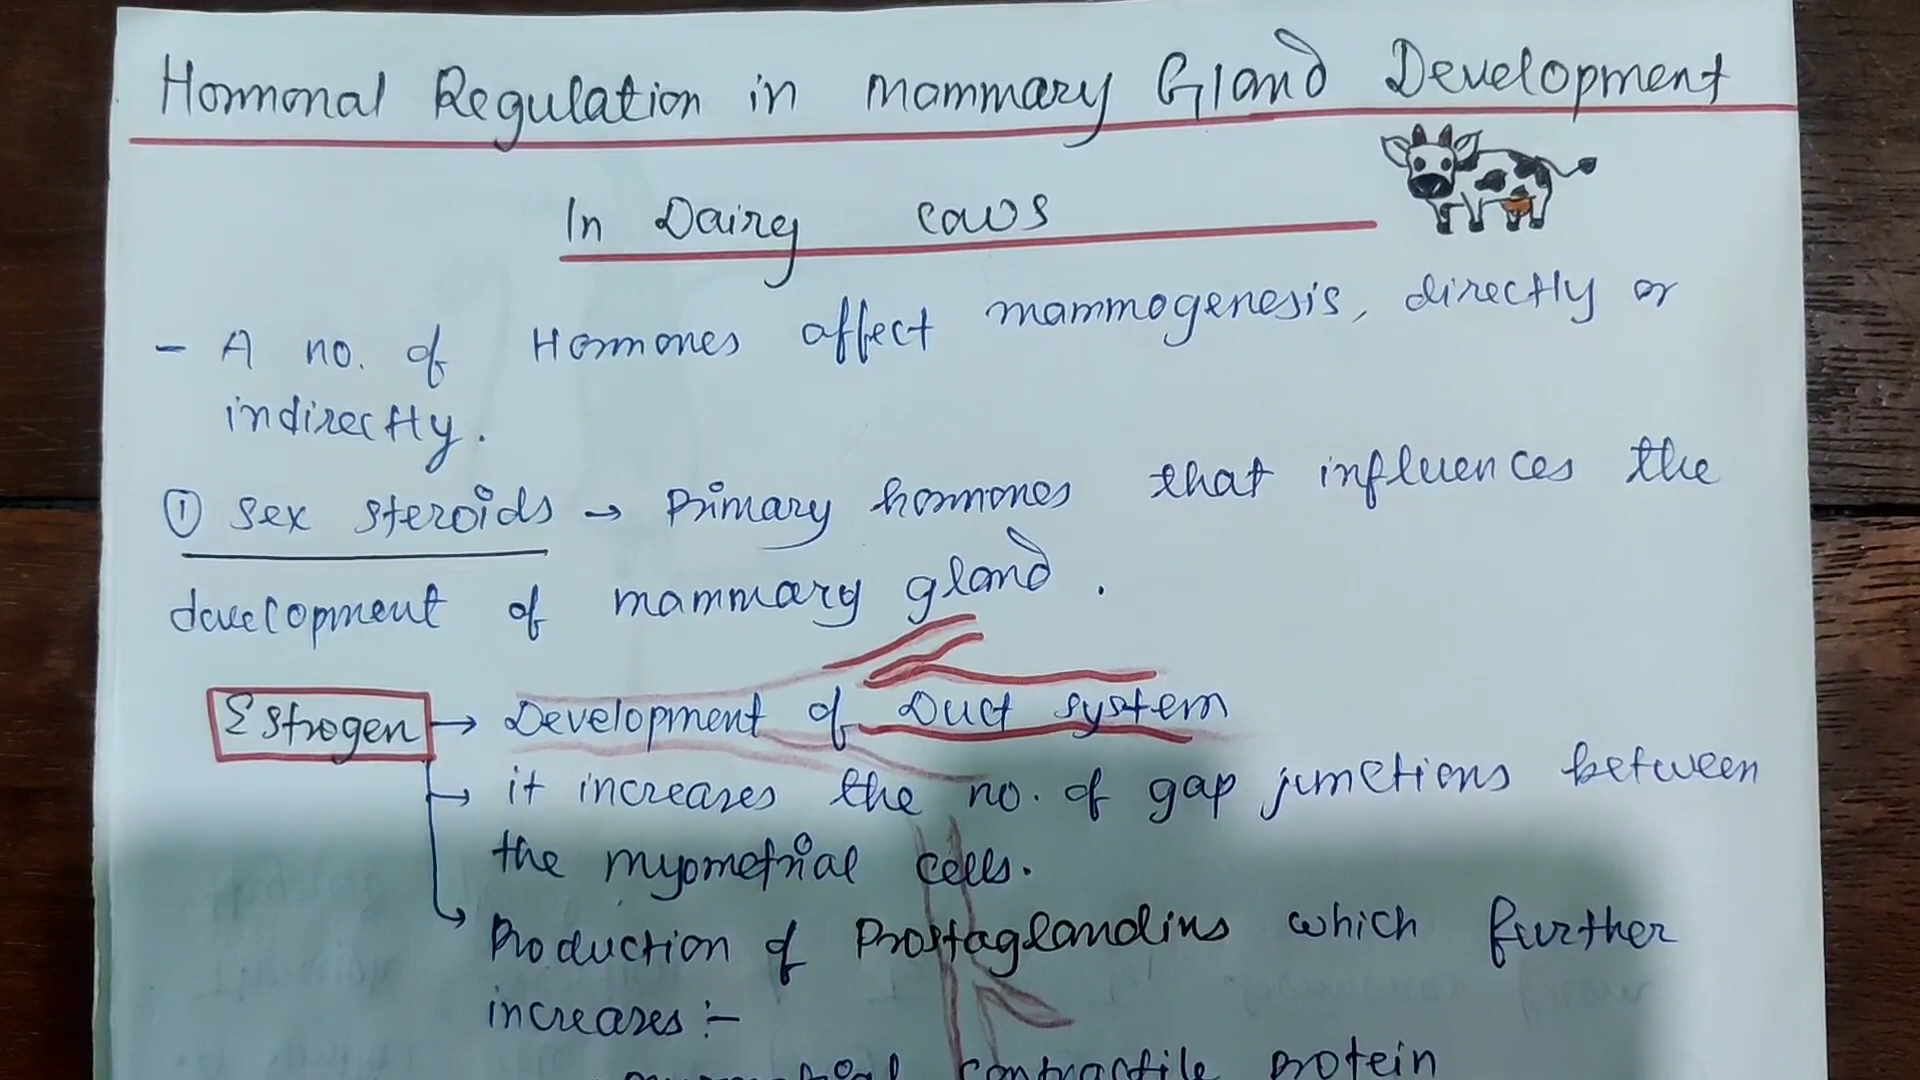 Hormonal Regulation in mammary Gland Development
In Dairy cows
- A no. of Hormones affect mammogenesis, directly or
indirectly.
① sex steroids → Primary hormones that influences the
development of mammary gland.
Estrogen → Development of Duct system
→ it increases the no. of gap junctions between
the myometrial cells.
→ Production of Prostaglandins which further
increases :-
contractile protein